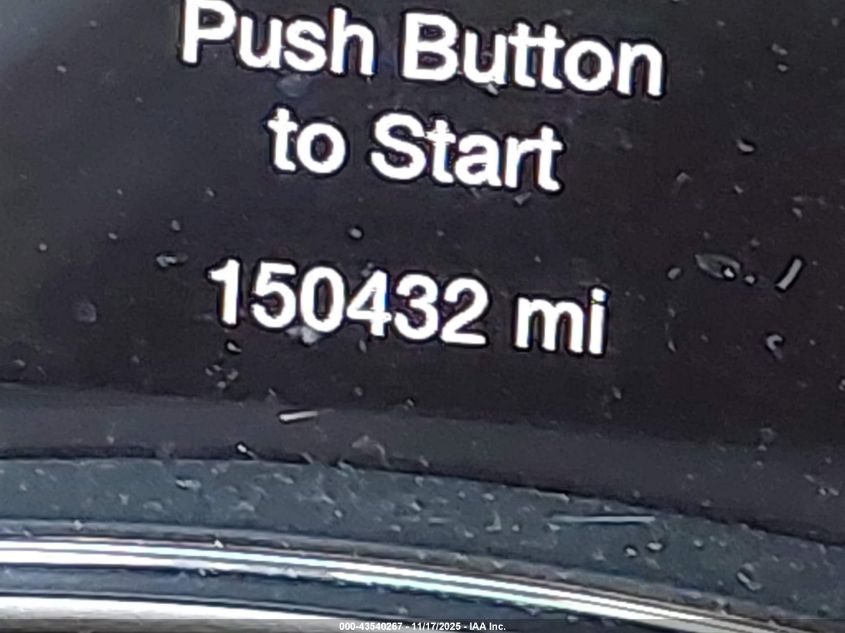 Push Button
to Start
150432 mi
000-43540267 - 11/17/2025 - IAA Inc.